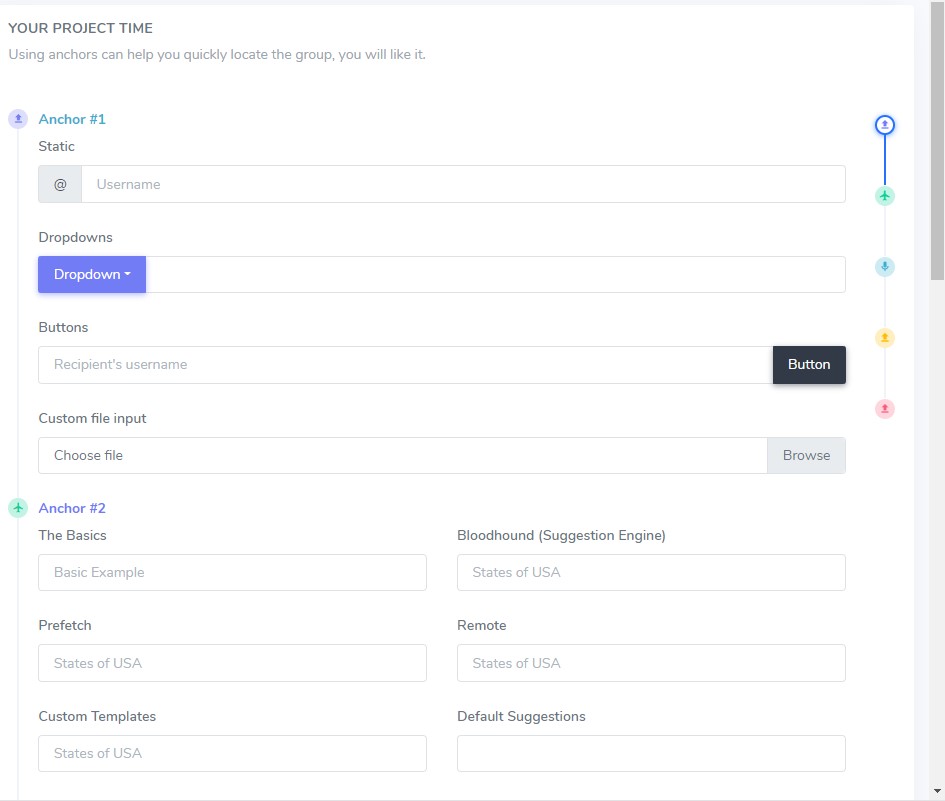 YOUR PROJECT TIME
Using anchors can help you quickly locate the group, you will like it.
Anchor #1
Static
@ Username
Dropdowns
Dropdown
Buttons
Recipient's username Button
Custom file input
Choose file Browse
Anchor #2
The Basics Bloodhound (Suggestion Engine)
Basic Example States of USA
Prefetch Remote
States of USA States of USA
Custom Templates Default Suggestions
States of USA